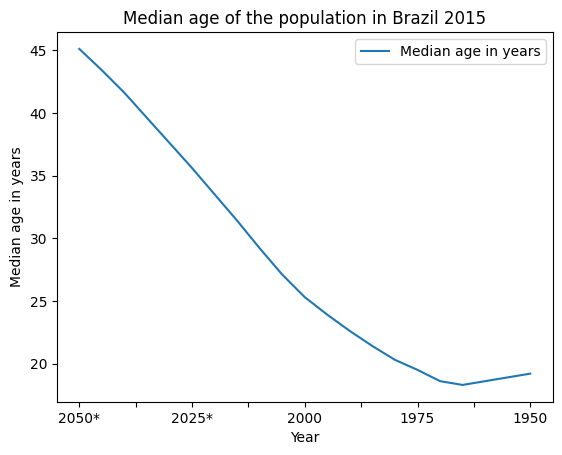 Median age of the population in Brazil 2015
Median age in years
45
40
35
30
25
20
Median age in years
2050*
2025*
2000
1975
1950
Year